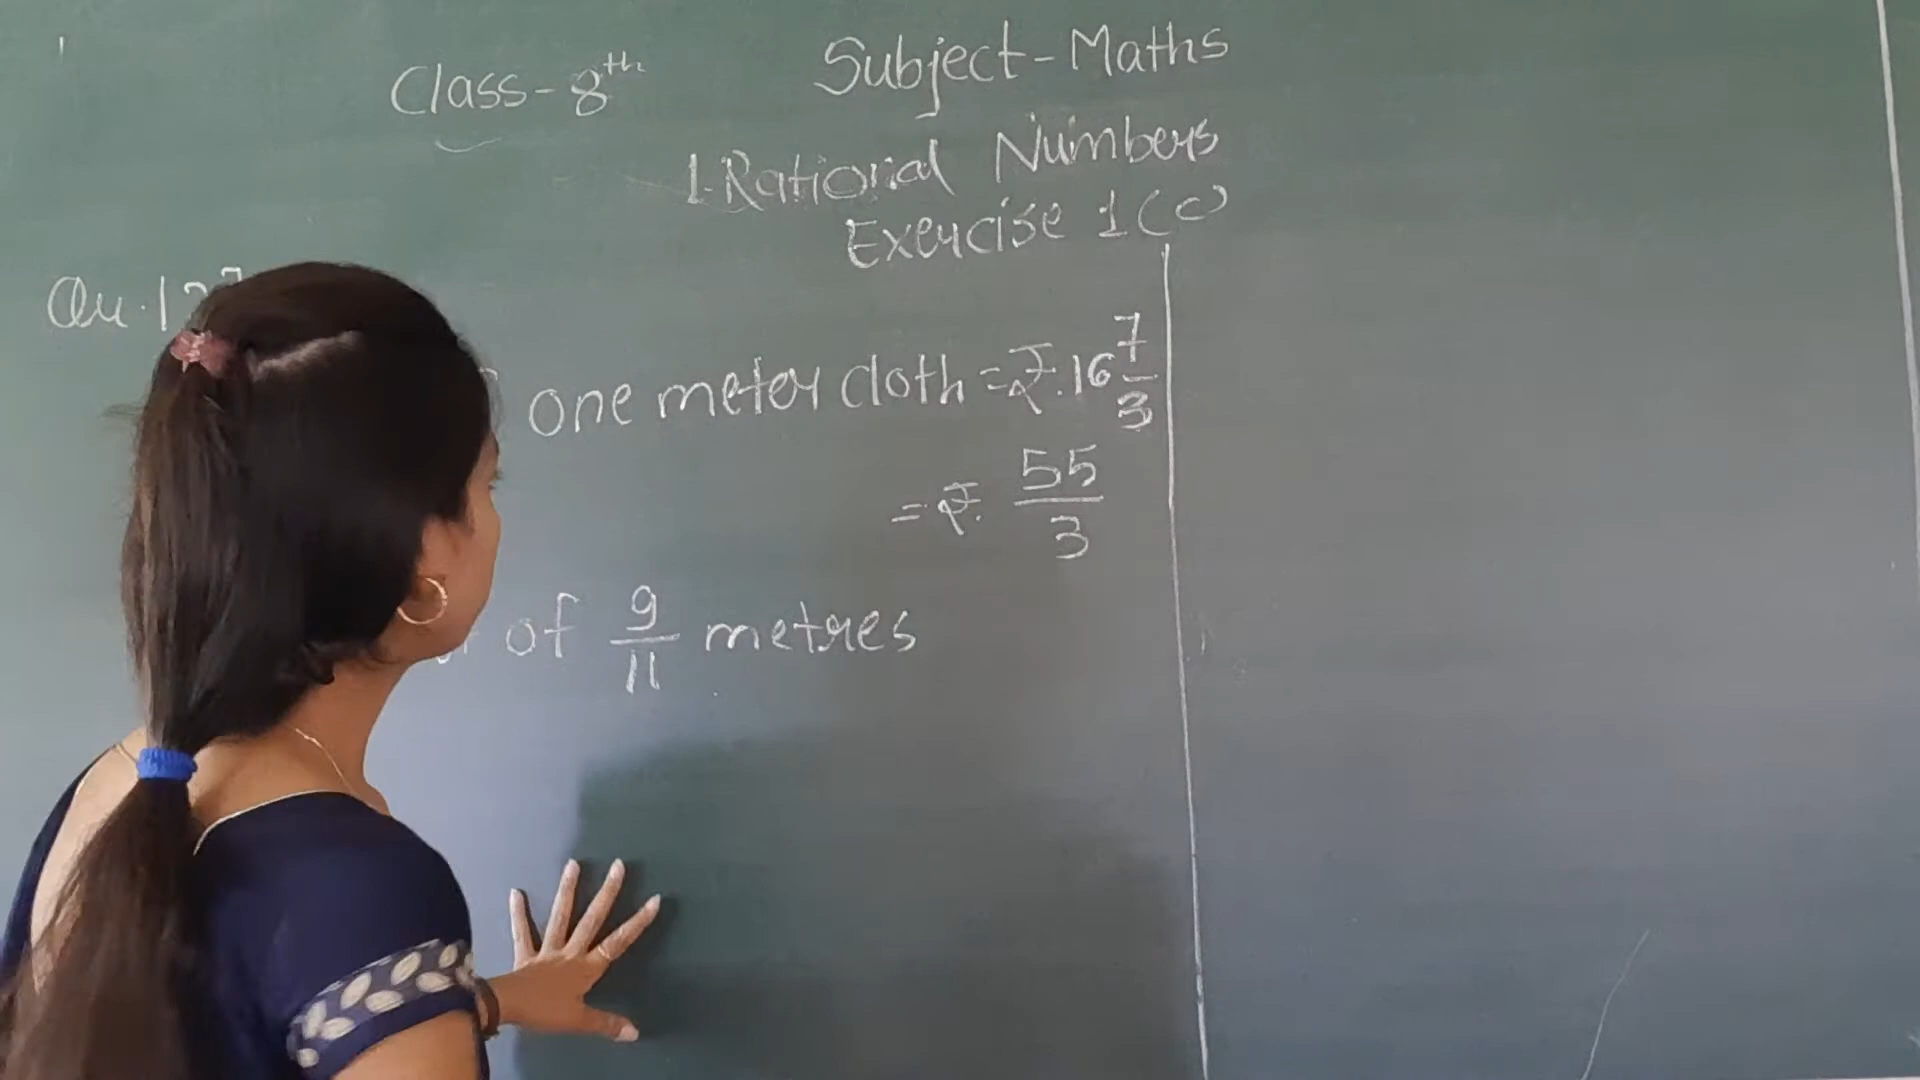 Class-8th Subject-Maths
1.Rational Numbers
Exercise 1(c)
Qu.1
one meter cloth = ₹.16 7/3
= ₹. 55/3
of 9/11 metres